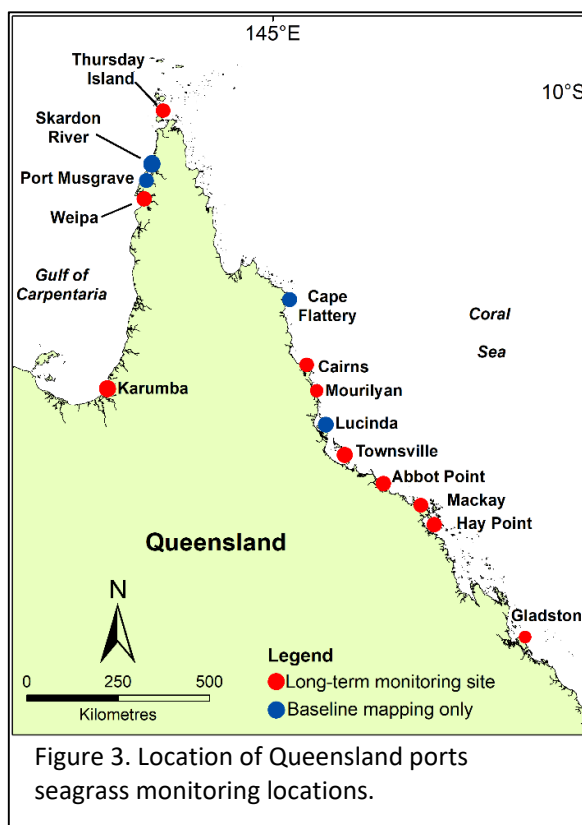 145°E
10°S
Thursday
Island
Skardon
River
Port Musgrave
Weipa
Gulf of
Carpentaria
Cape
Flattery
Coral
Sea
Cairns
Karumba
Mourilyan
Lucinda
Townsville
Abbot Point
Mackay
Hay Point
Queensland
N
Gladston
Legend
Long-term monitoring site
Baseline mapping only
0 250 500
Kilometres
Figure 3. Location of Queensland ports
seagrass monitoring locations.